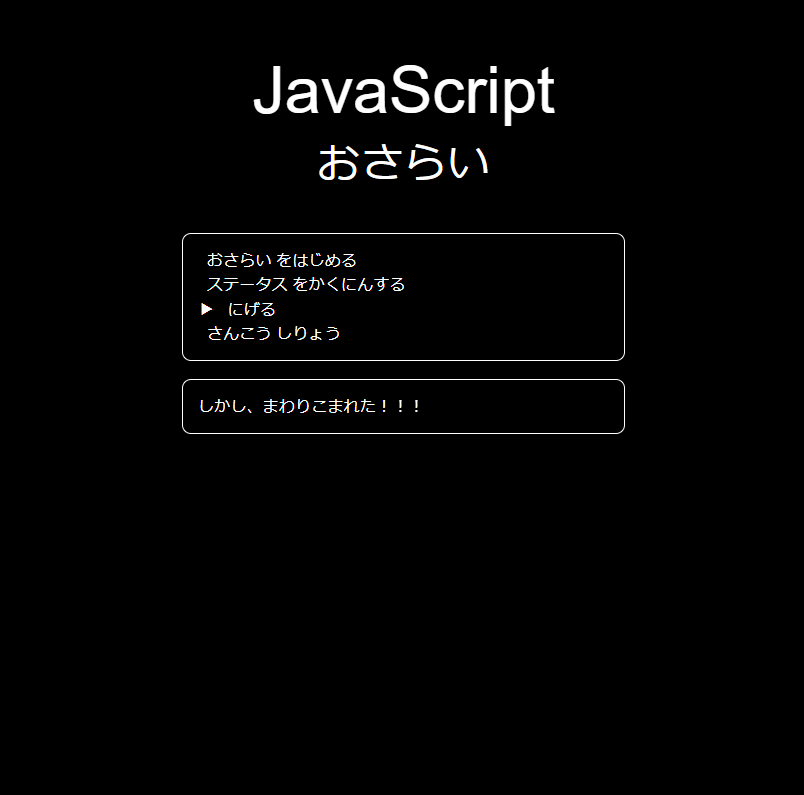 JavaScript
おさらい
おさらい をはじめる
ステータス をかくにんする
▶ にげる
さんこう しりょう
しかし、まわりこまれた！！！